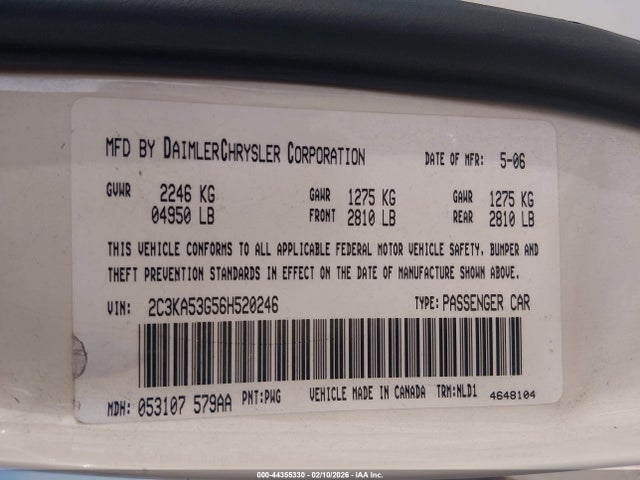 MFD BY DAIMLERCHRYSLER CORPORATION DATE OF MFR: 5-06
GVWR 2246 KG GAWR 1275 KG GAWR 1275 KG
04950 LB FRONT 2810 LB REAR 2810 LB
THIS VEHICLE CONFORMS TO ALL APPLICABLE FEDERAL MOTOR VEHICLE SAFETY, BUMPER AND
THEFT PREVENTION STANDARDS IN EFFECT ON THE DATE OF MANUFACTURE SHOWN ABOVE.
VIN: 2C3KA53G56H520246 TYPE: PASSENGER CAR
MDH: 053107 579AA PNT:PWG VEHICLE MADE IN CANADA TRM:NLD1 4648104
000-44355330 - 02/10/2026 - IAA Inc.